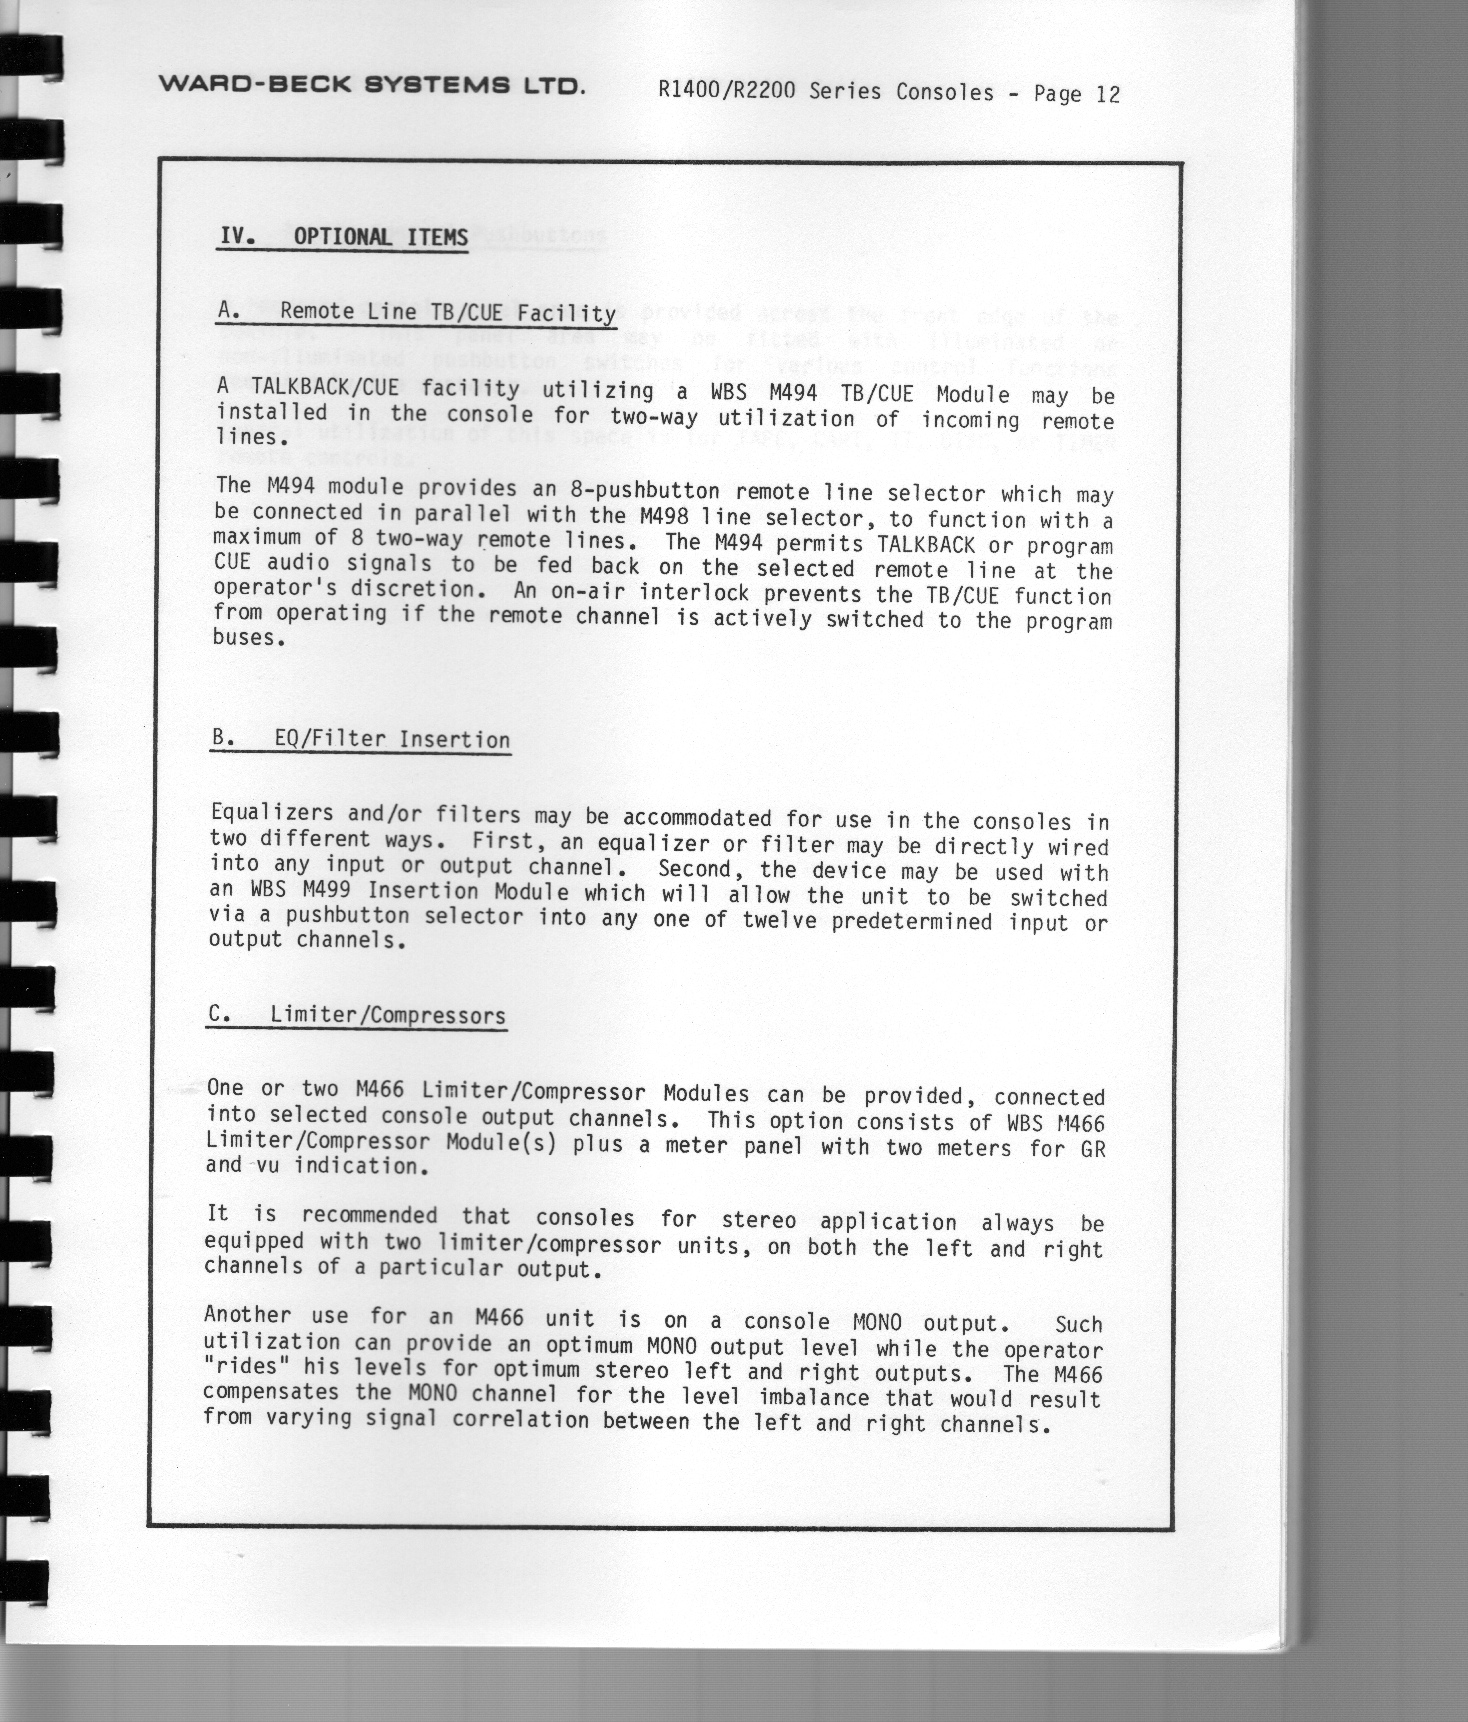 WARD-BECK SYSTEMS LTD. R1400/R2200 Series Consoles - Page 12
IV. OPTIONAL ITEMS
A. Remote Line TB/CUE Facility
A TALKBACK/CUE facility utilizing a WBS M494 TB/CUE Module may be
installed in the console for two-way utilization of incoming remote
lines.
The M494 module provides an 8-pushbutton remote line selector which may
be connected in parallel with the M498 line selector, to function with a
maximum of 8 two-way remote lines. The M494 permits TALKBACK or program
CUE audio signals to be fed back on the selected remote line at the
operator's discretion. An on-air interlock prevents the TB/CUE function
from operating if the remote channel is actively switched to the program
buses.
B. EQ/Filter Insertion
Equalizers and/or filters may be accommodated for use in the consoles in
two different ways. First, an equalizer or filter may be directly wired
into any input or output channel. Second, the device may be used with
an WBS M499 Insertion Module which will allow the unit to be switched
via a pushbutton selector into any one of twelve predetermined input or
output channels.
C. Limiter/Compressors
One or two M466 Limiter/Compressor Modules can be provided, connected
into selected console output channels. This option consists of WBS M466
Limiter/Compressor Module(s) plus a meter panel with two meters for GR
and vu indication.
It is recommended that consoles for stereo application always be
equipped with two limiter/compressor units, on both the left and right
channels of a particular output.
Another use for an M466 unit is on a console MONO output. Such
utilization can provide an optimum MONO output level while the operator
"rides" his levels for optimum stereo left and right outputs. The M466
compensates the MONO channel for the level imbalance that would result
from varying signal correlation between the left and right channels.